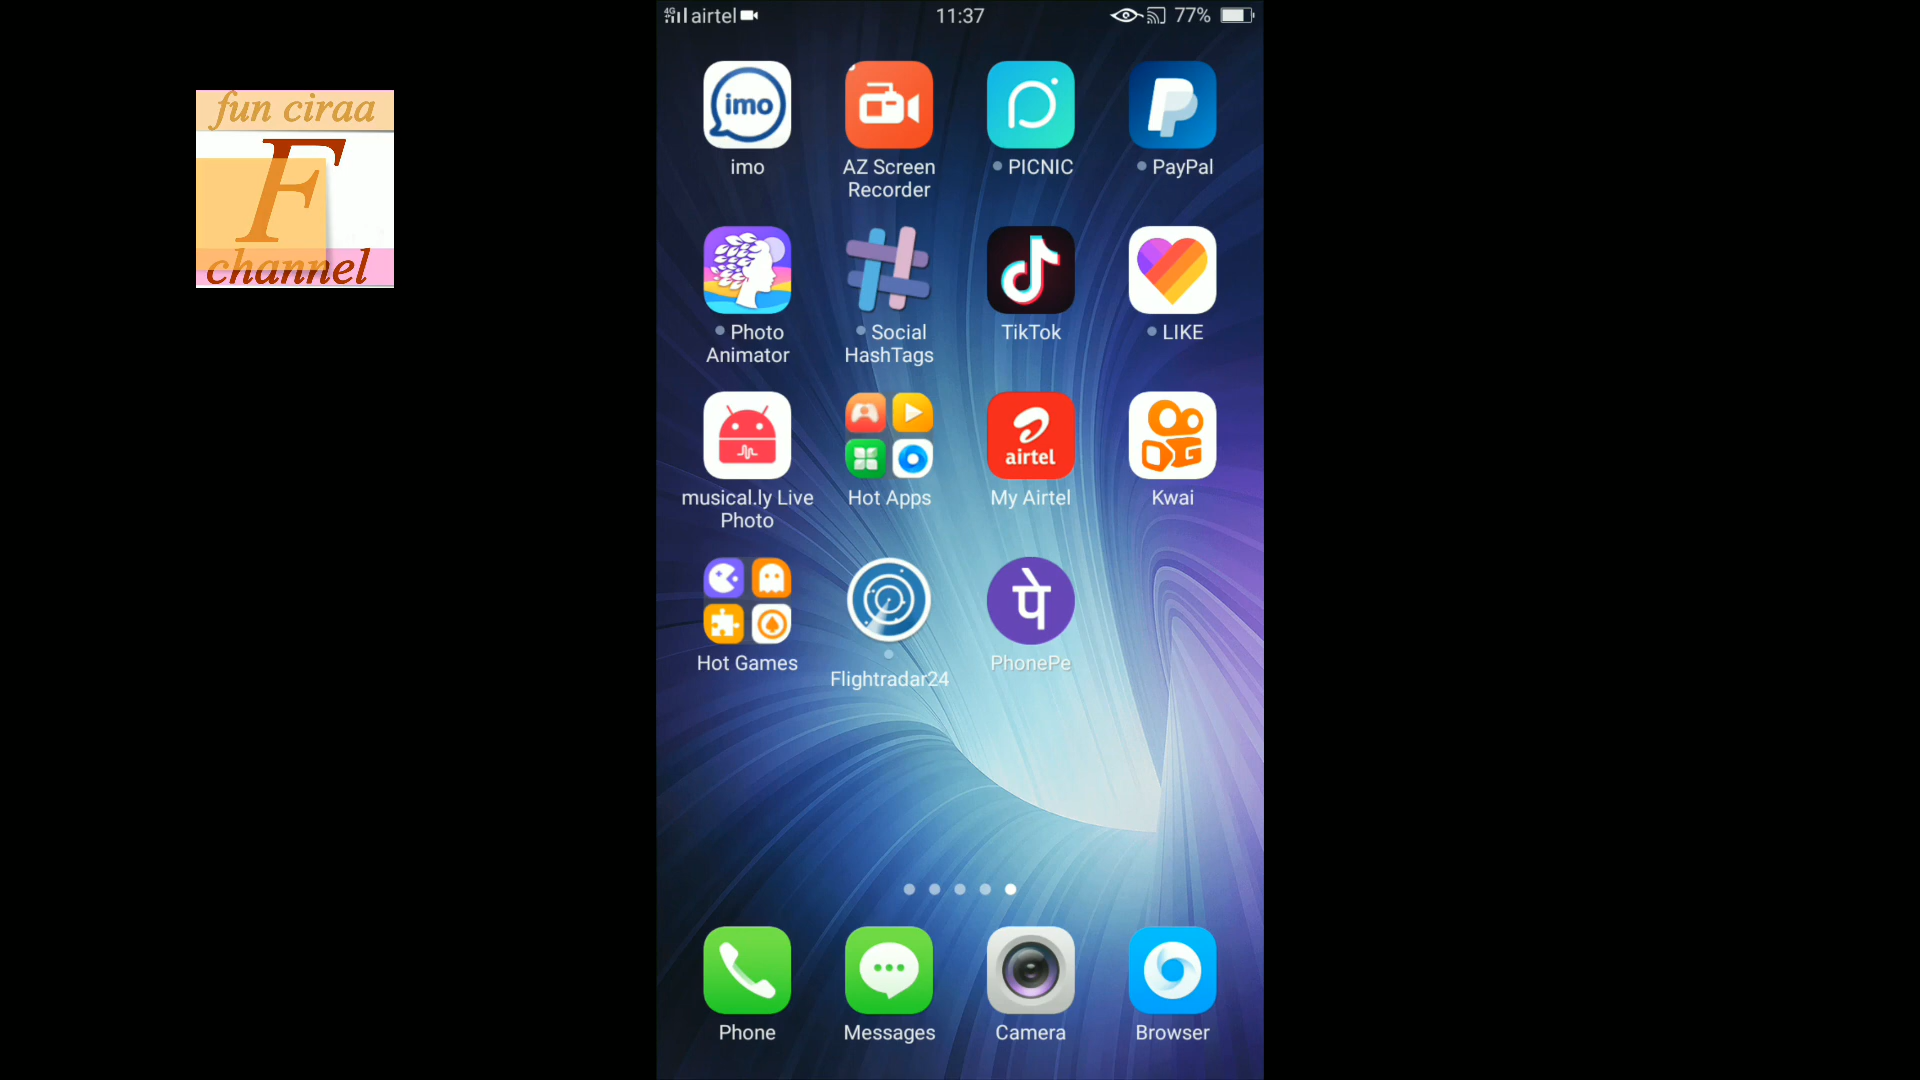 4G airtel
11:37
77%
fun ciraa
F
channel
imo
imo
AZ Screen
Recorder
PICNIC
PayPal
Photo
Animator
Social
HashTags
TikTok
LIKE
musical.ly Live
Photo
Hot Apps
airtel
My Airtel
Kwai
Hot Games
Flightradar24
पे
PhonePe
Phone
Messages
Camera
Browser